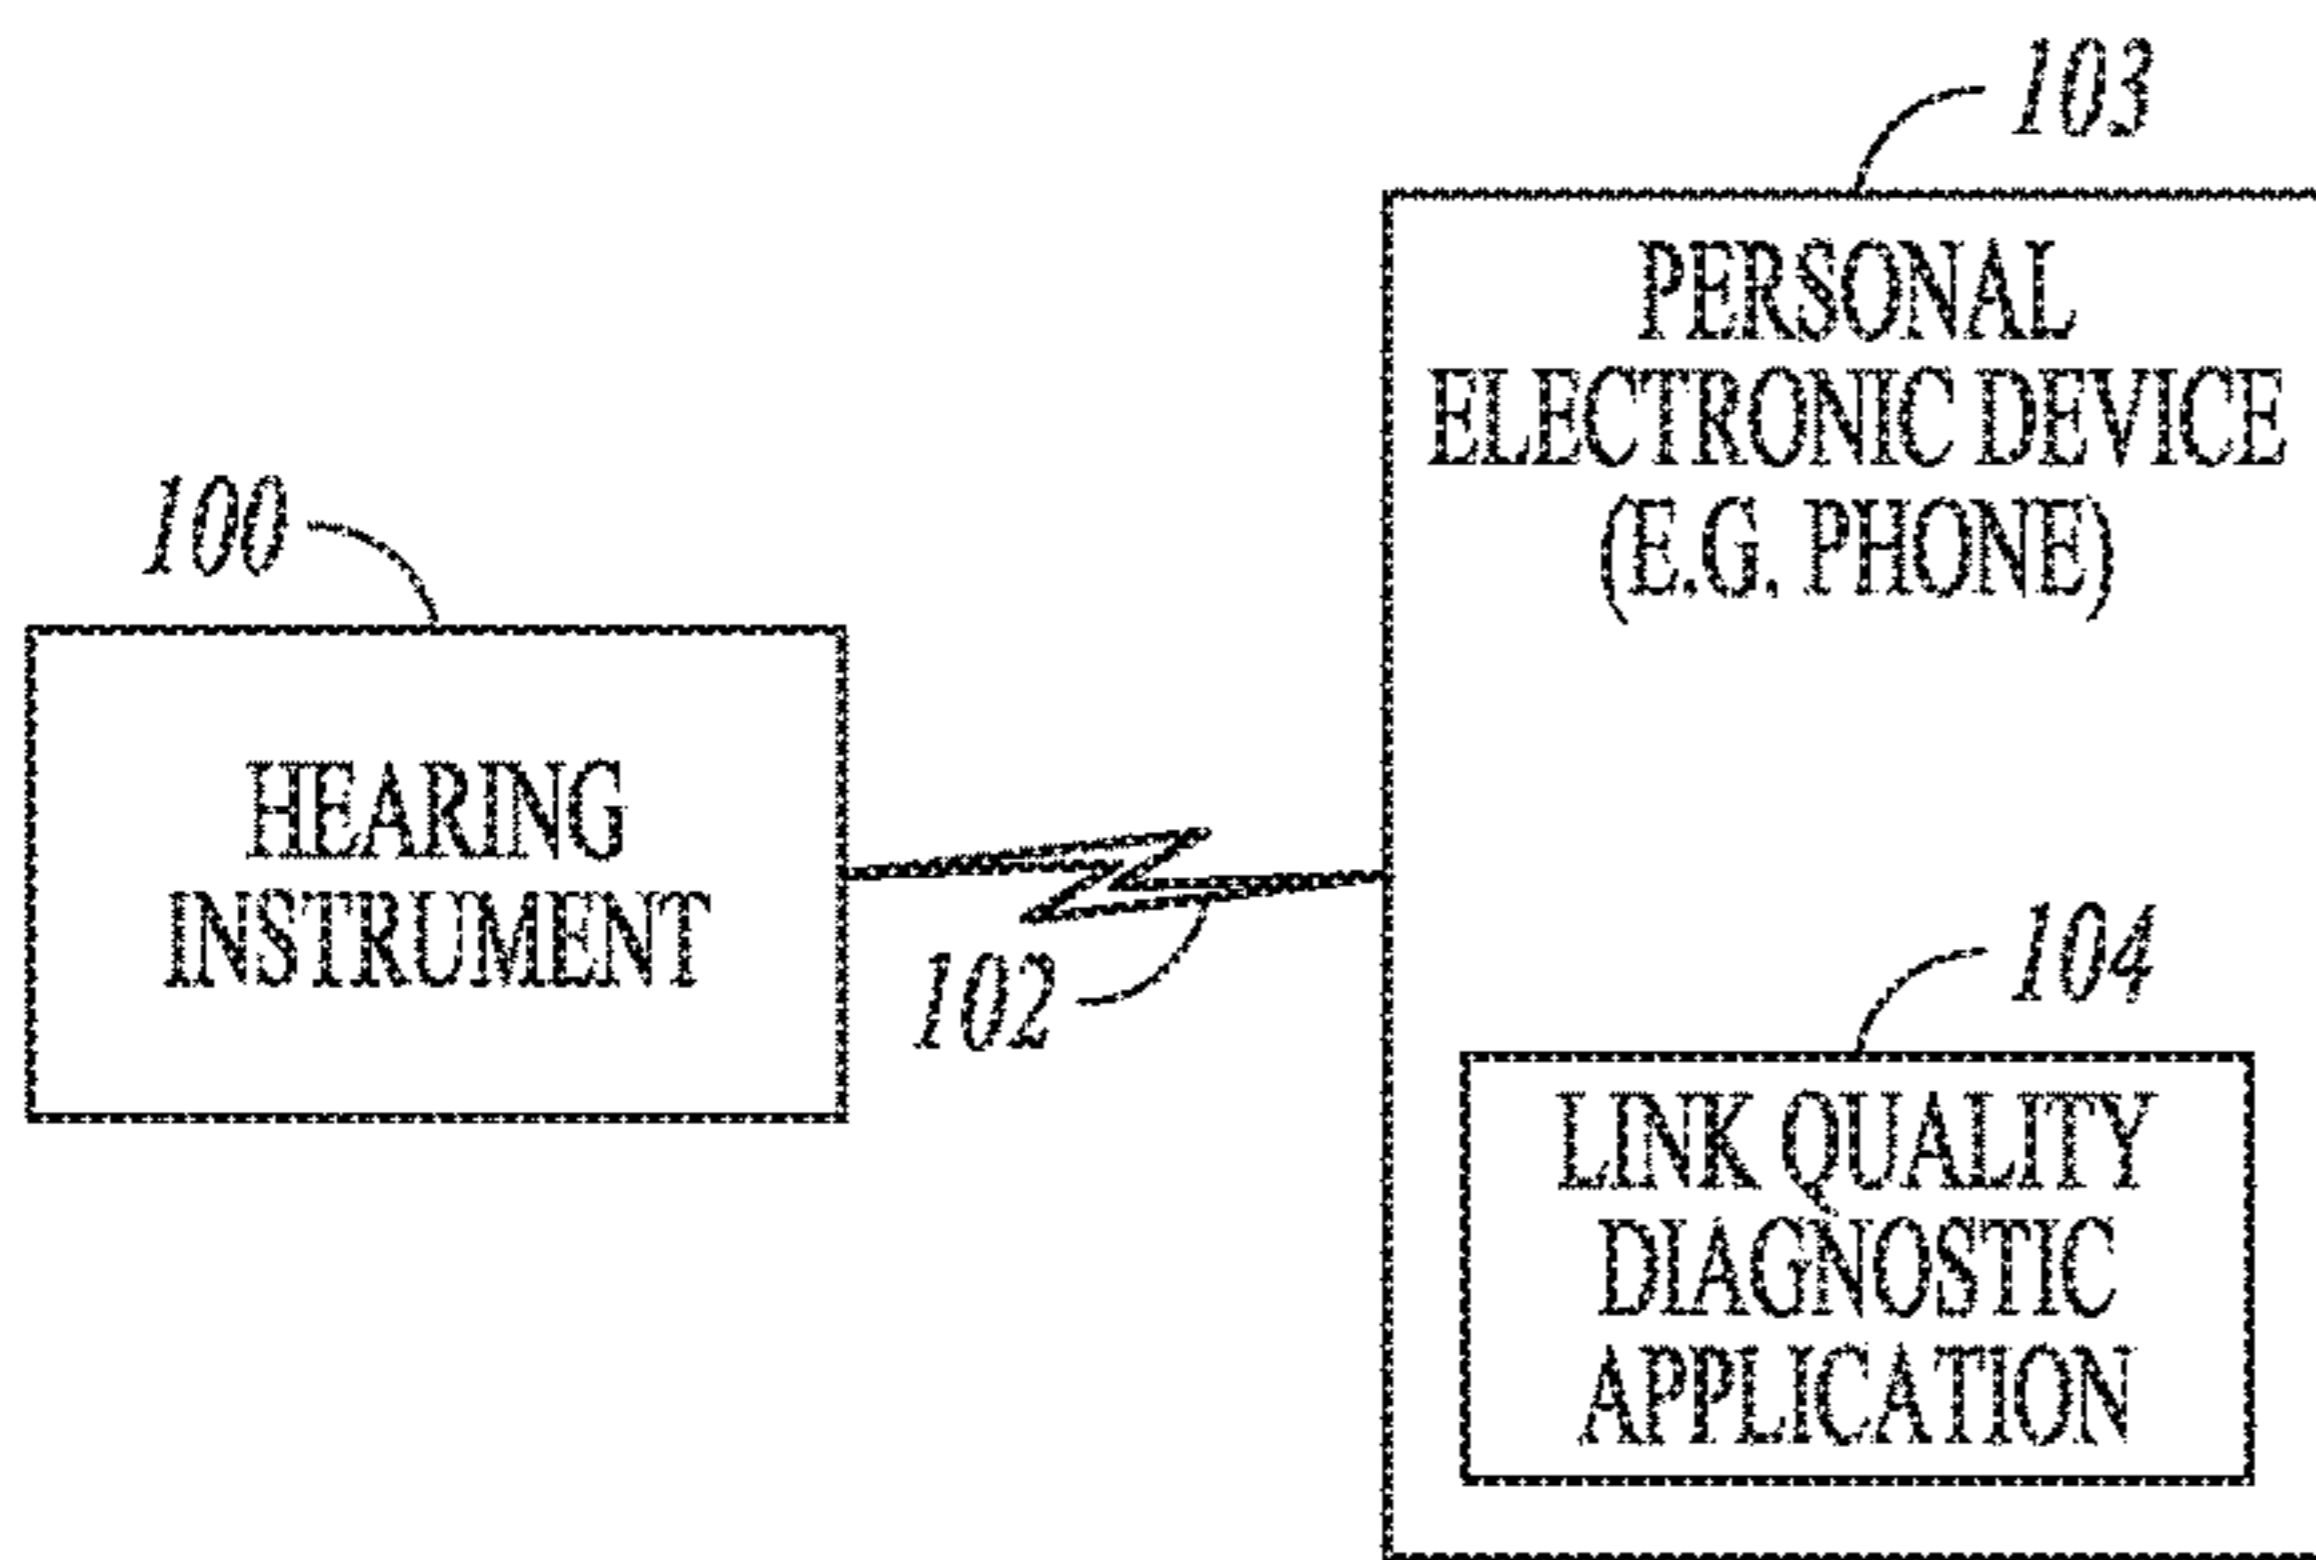 103
PERSONAL
ELECTRONIC DEVICE
(E.G. PHONE)
100
HEARING
INSTRUMENT
102
104
LINK QUALITY
DIAGNOSTIC
APPLICATION